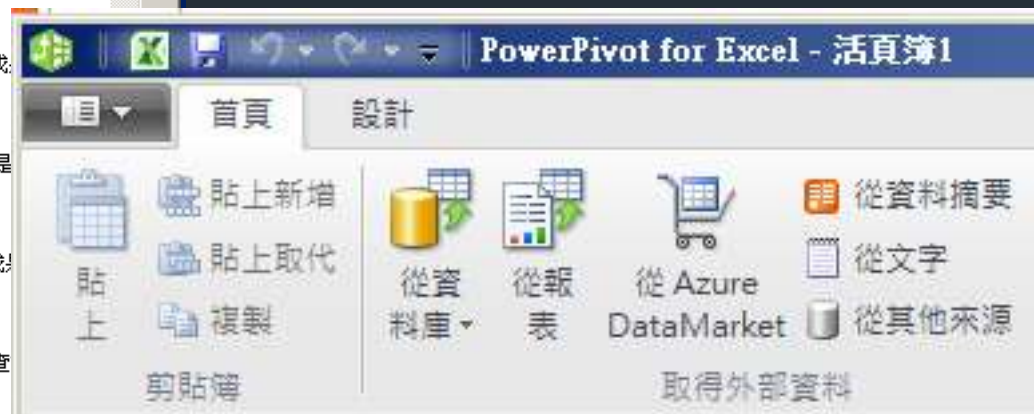 PowerPivot for Excel - 活頁簿1
首頁 設計
貼上
貼上新增
貼上取代
複製
剪貼簿
從資料庫
從報表
從 Azure DataMarket
從資料摘要
從文字
從其他來源
取得外部資料
是
查